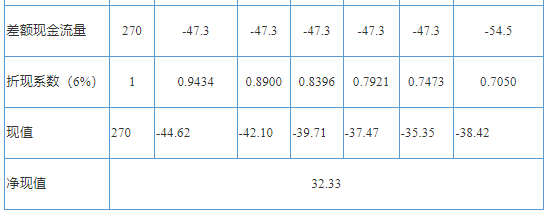 差额现金流量 270 -47.3 -47.3 -47.3 -47.3 -47.3 -54.5
折现系数（6%） 1 0.9434 0.8900 0.8396 0.7921 0.7473 0.7050
现值 270 -44.62 -42.10 -39.71 -37.47 -35.35 -38.42
净现值 32.33